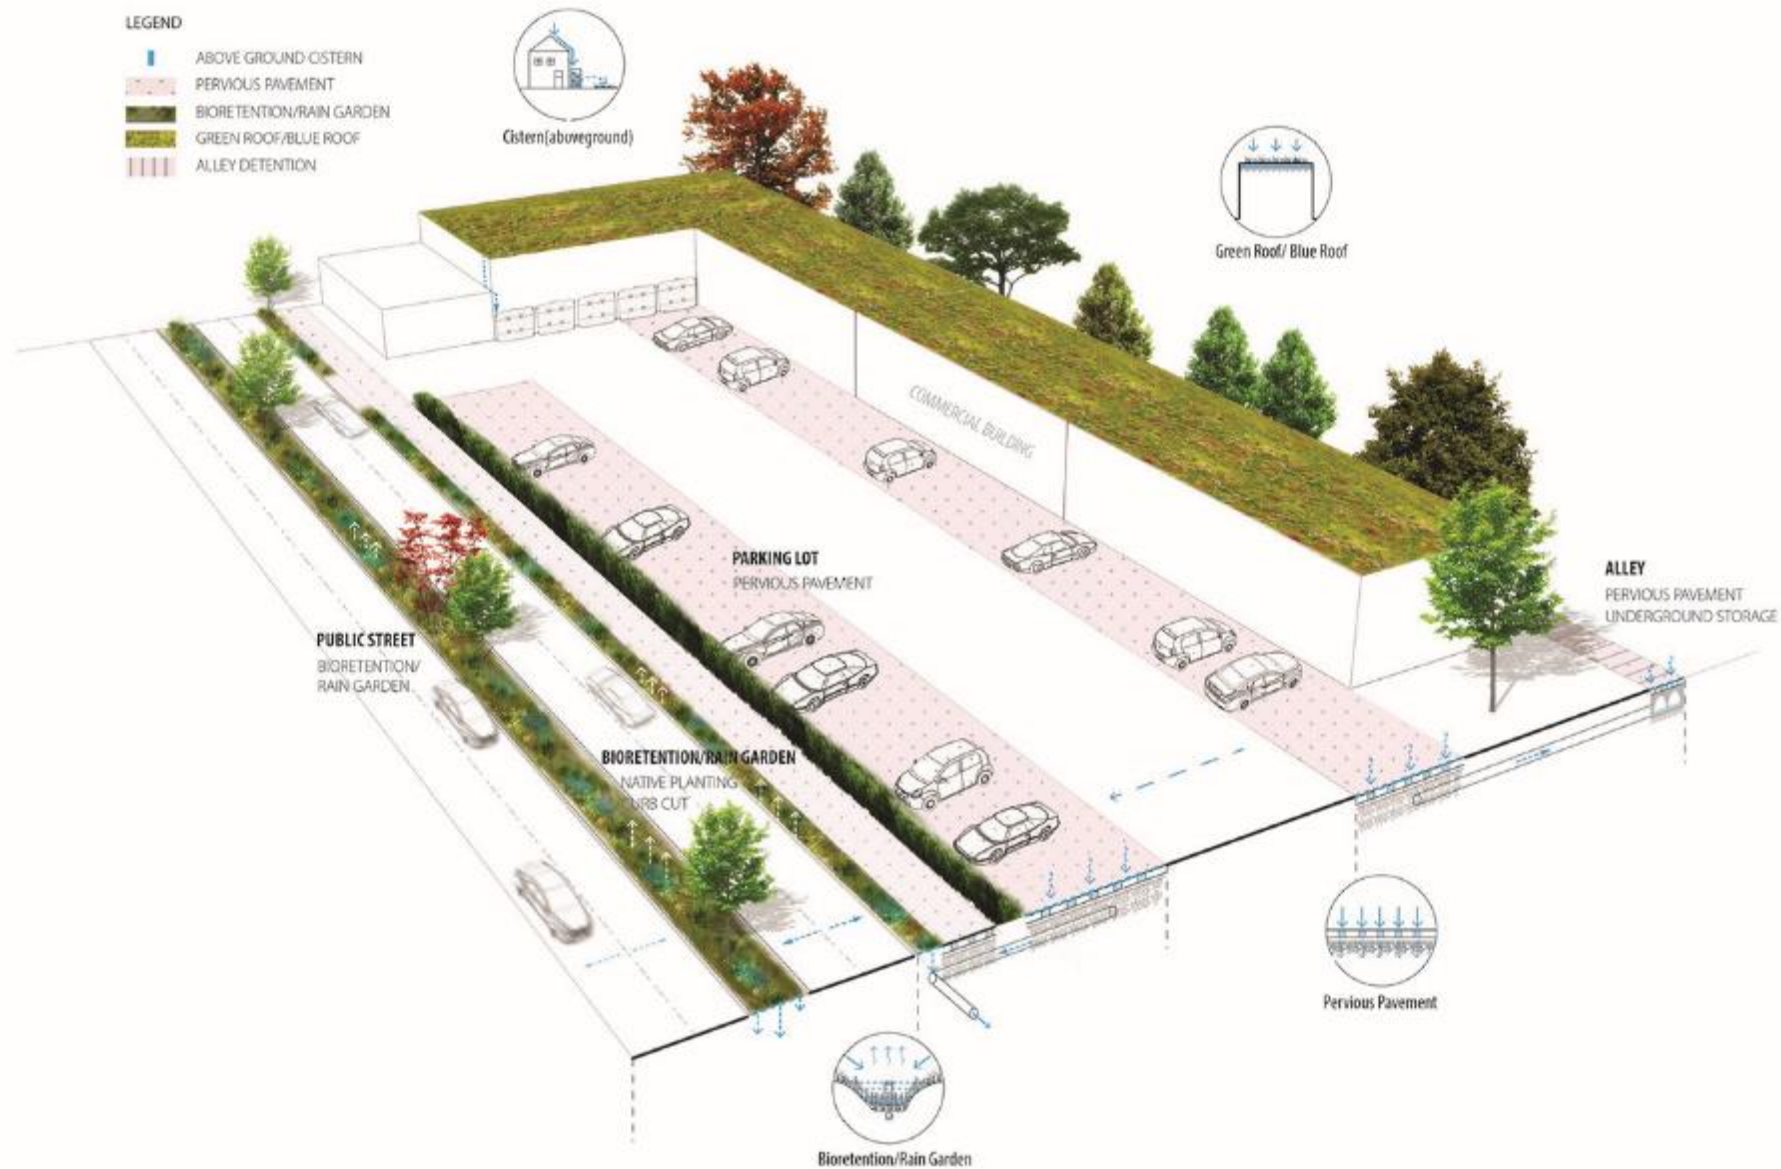 LEGEND
ABOVE GROUND CISTERN
PERVIOUS PAVEMENT
BIORETENTION/RAIN GARDEN
GREEN ROOF/BLUE ROOF
ALLEY DETENTION
Cistern(aboveground)
Green Roof/ Blue Roof
COMMERCIAL BUILDING
PARKING LOT
PERVIOUS PAVEMENT
ALLEY
PERVIOUS PAVEMENT
UNDERGROUND STORAGE
PUBLIC STREET
BIORETENTION/
RAIN GARDEN
BIORETENTION/RAIN GARDEN
NATIVE PLANTING
CURB CUT
Pervious Pavement
Bioretention/Rain Garden